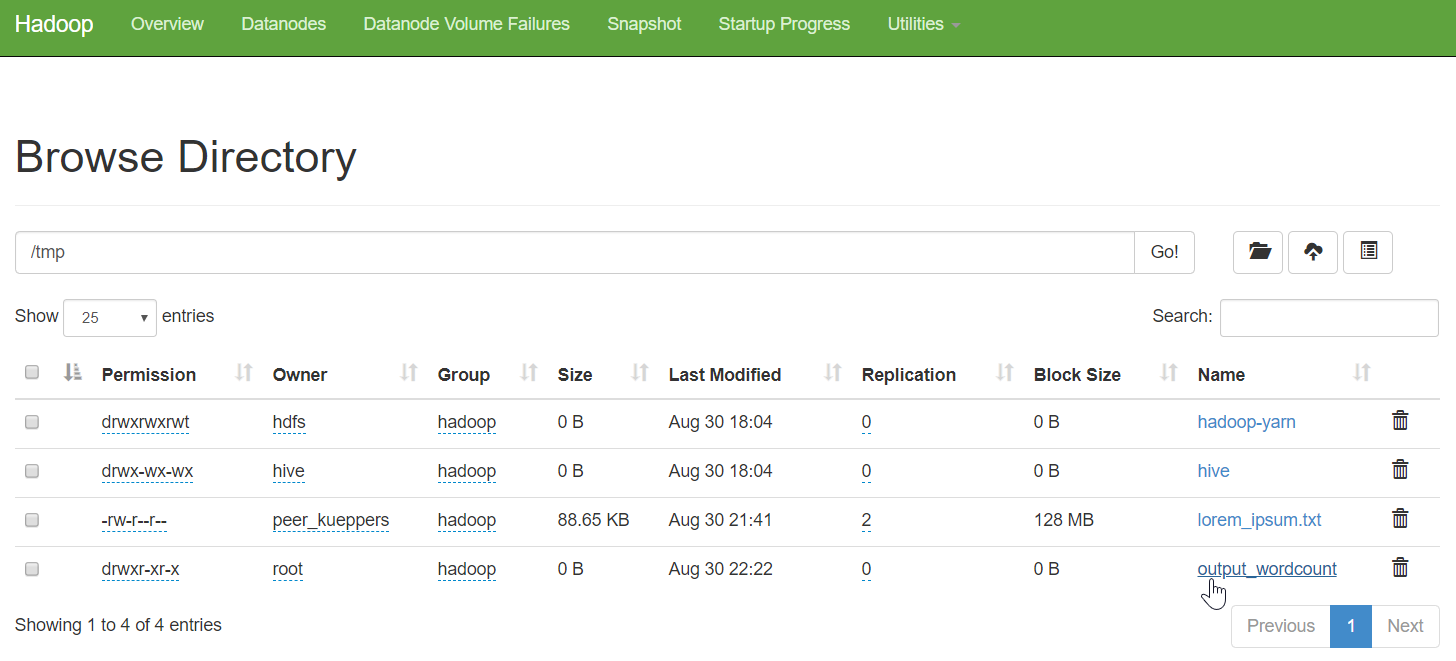 Hadoop Overview Datanodes Datanode Volume Failures Snapshot Startup Progress Utilities
Browse Directory
/tmp Go!
Show 25 entries Search:
Permission Owner Group Size Last Modified Replication Block Size Name
drwxrwxrwt hdfs hadoop 0 B Aug 30 18:04 0 0 B hadoop-yarn
drwx-wx-wx hive hadoop 0 B Aug 30 18:04 0 0 B hive
-rw-r--r-- peer_kueppers hadoop 88.65 KB Aug 30 21:41 2 128 MB lorem_ipsum.txt
drwxr-xr-x root hadoop 0 B Aug 30 22:22 0 0 B output_wordcount
Showing 1 to 4 of 4 entries Previous 1 Next